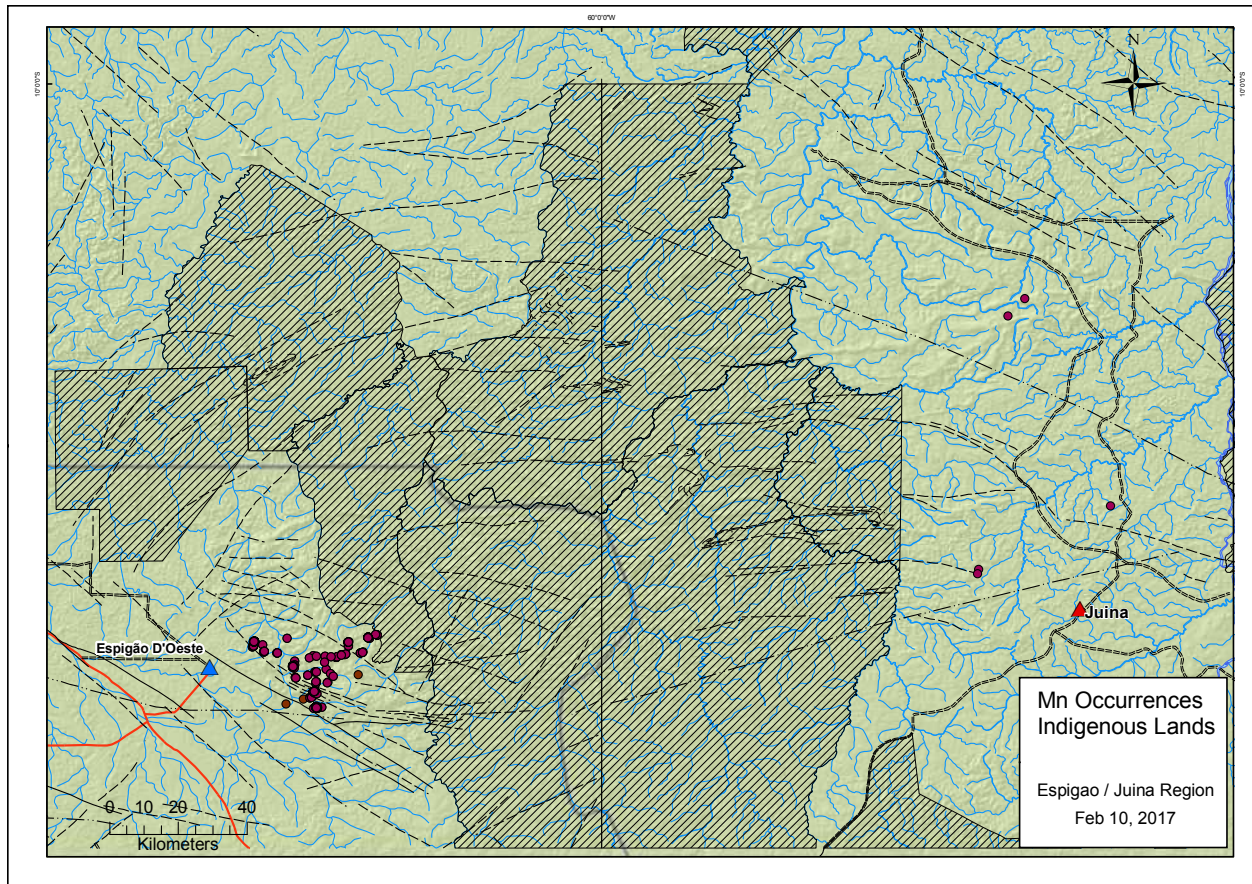 60°0'0"W
10°0'0"S
10°0'0"S
N
Juina
Espigão D'Oeste
Mn Occurrences
Indigenous Lands
Espigao / Juina Region
Feb 10, 2017
0 10 20 40
Kilometers